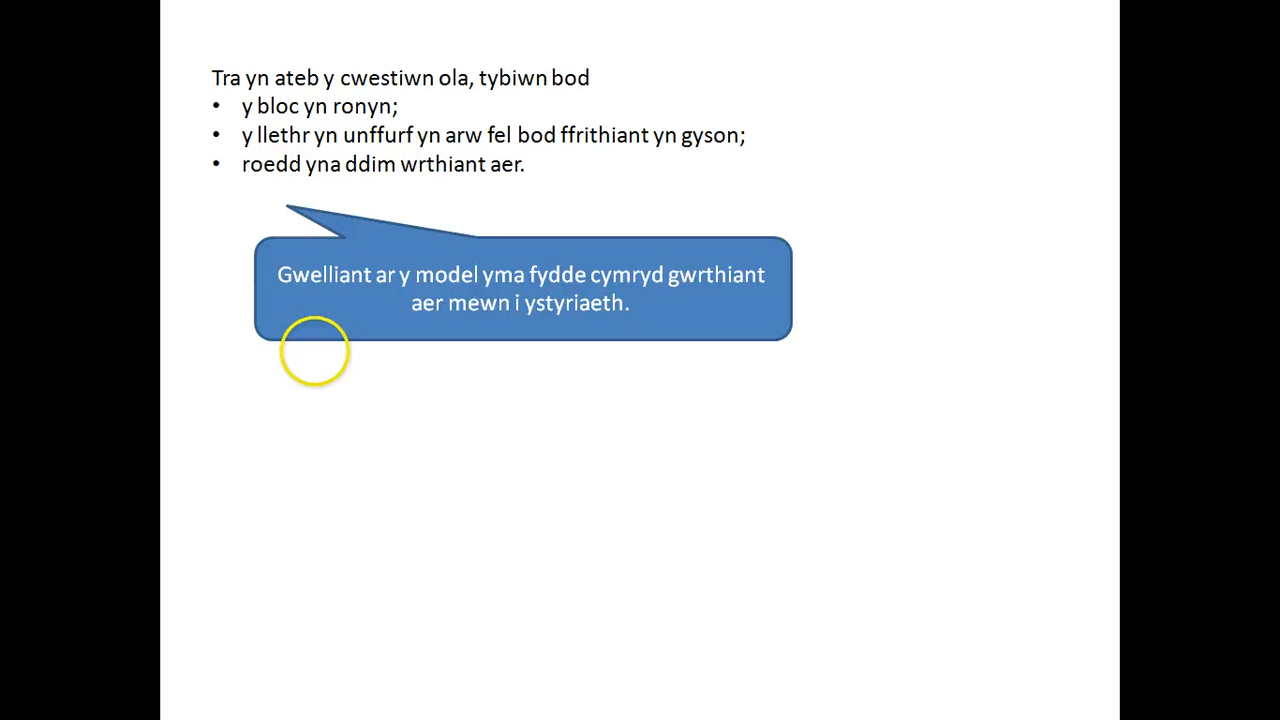 Tra yn ateb y cwestiwn ola, tybiwn bod
• y bloc yn ronyn;
• y llethr yn unffurf yn arw fel bod ffrithiant yn gyson;
• roedd yna ddim wrthiant aer.
Gwelliant ar y model yma fydde cymryd gwrthiant
aer mewn i ystyriaeth.